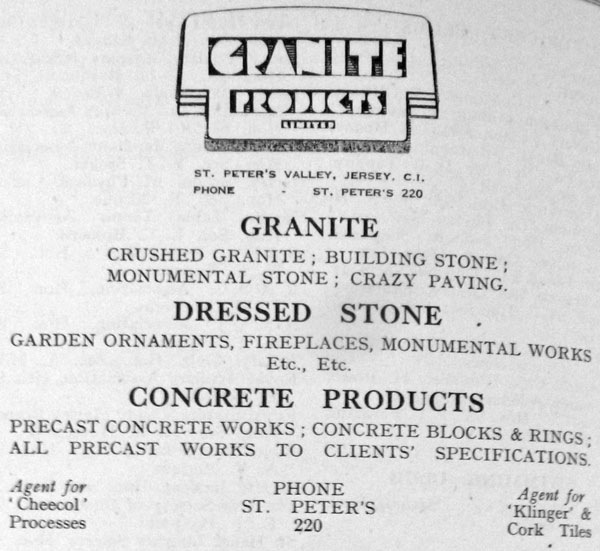 GRANITE
PRODUCTS
LIMITED
ST. PETER'S VALLEY, JERSEY, C.I.
PHONE - ST. PETER'S 220
GRANITE
CRUSHED GRANITE ; BUILDING STONE ;
MONUMENTAL STONE ; CRAZY PAVING.
DRESSED STONE
GARDEN ORNAMENTS, FIREPLACES, MONUMENTAL WORKS
Etc., Etc.
CONCRETE PRODUCTS
PRECAST CONCRETE WORKS ; CONCRETE BLOCKS & RINGS ;
ALL PRECAST WORKS TO CLIENTS' SPECIFICATIONS.
Agent for
'Cheecol'
Processes
PHONE
ST. PETER'S
220
Agent for
'Klinger' &
Cork Tiles